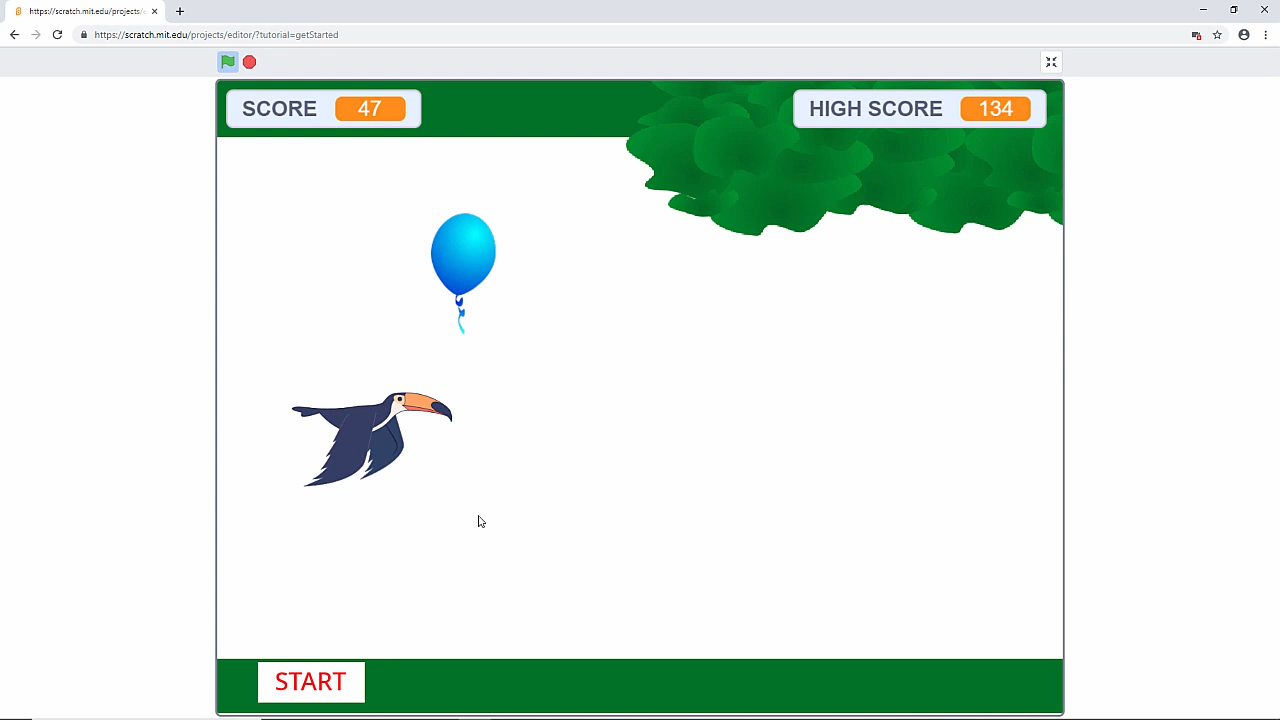 https://scratch.mit.edu/projects/
https://scratch.mit.edu/projects/editor/?tutorial=getStarted
SCORE 47
HIGH SCORE 134
START